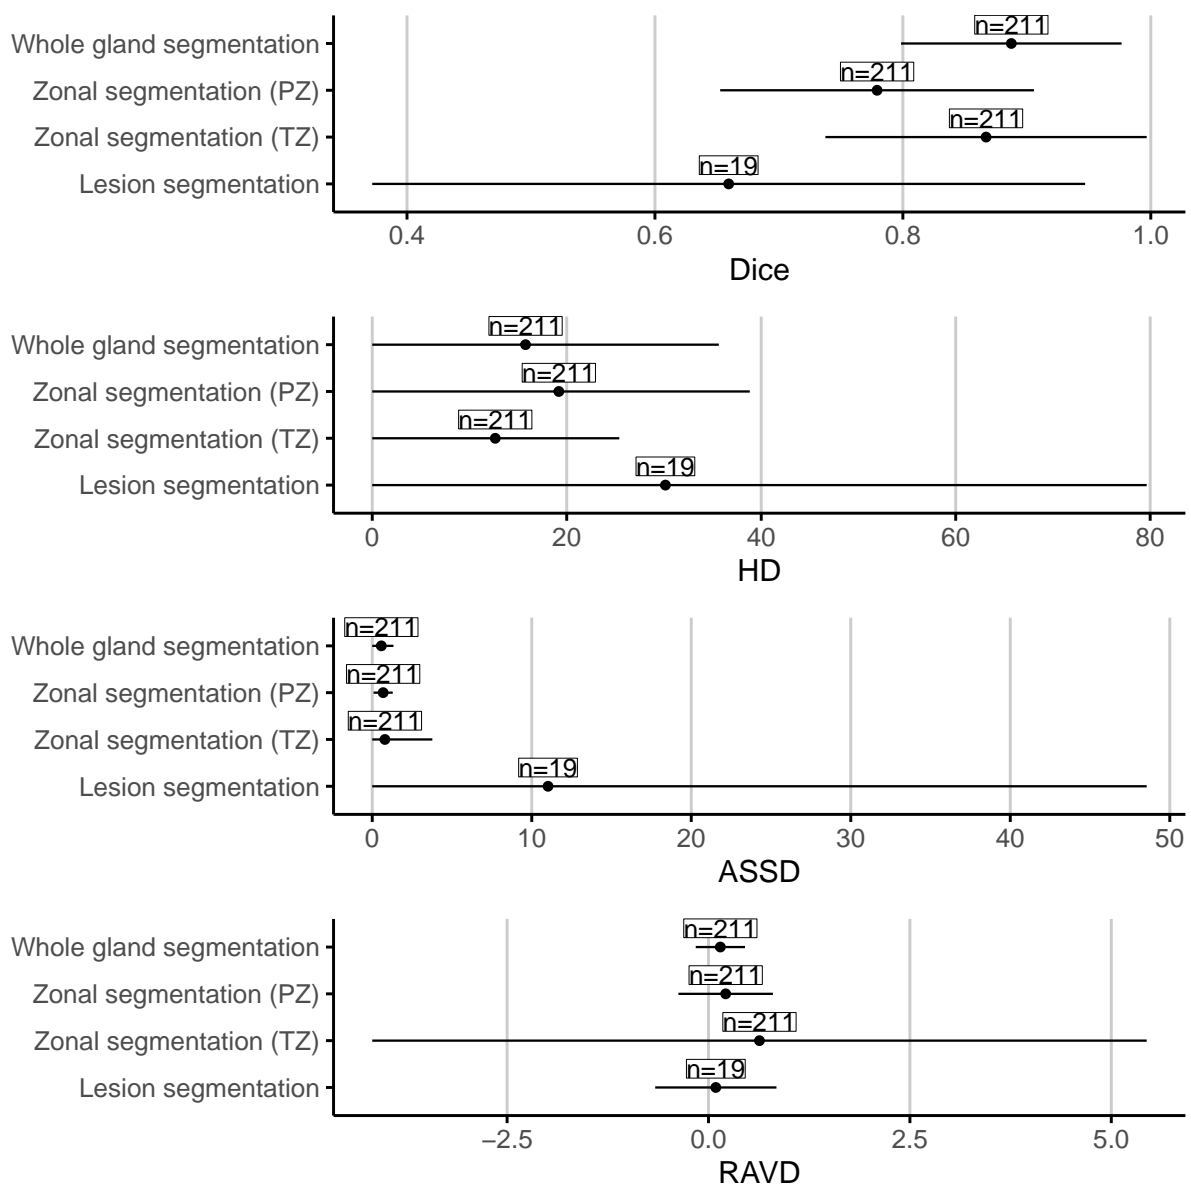 Whole gland segmentation
n=211
Zonal segmentation (PZ)
n=211
Zonal segmentation (TZ)
n=211
Lesion segmentation
n=19
0.4 0.6 0.8 1.0
Dice
Whole gland segmentation
n=211
Zonal segmentation (PZ)
n=211
Zonal segmentation (TZ)
n=211
Lesion segmentation
n=19
0 20 40 60 80
HD
Whole gland segmentation
n=211
Zonal segmentation (PZ)
n=211
Zonal segmentation (TZ)
n=211
Lesion segmentation
n=19
0 10 20 30 40 50
ASSD
Whole gland segmentation
n=211
Zonal segmentation (PZ)
n=211
Zonal segmentation (TZ)
n=211
Lesion segmentation
n=19
−2.5 0.0 2.5 5.0
RAVD